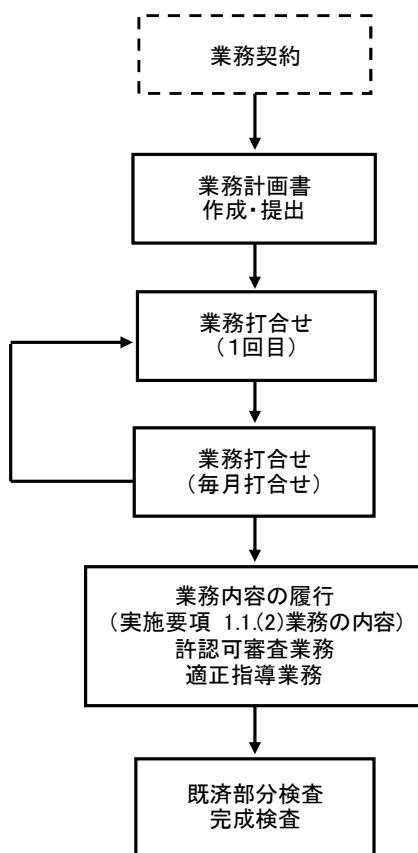 業務契約
業務計画書
作成・提出
業務打合せ
(1回目)
業務打合せ
(毎月打合せ)
業務内容の履行
(実施要項 1.1.(2)業務の内容)
許認可審査業務
適正指導業務
既済部分検査
完成検査